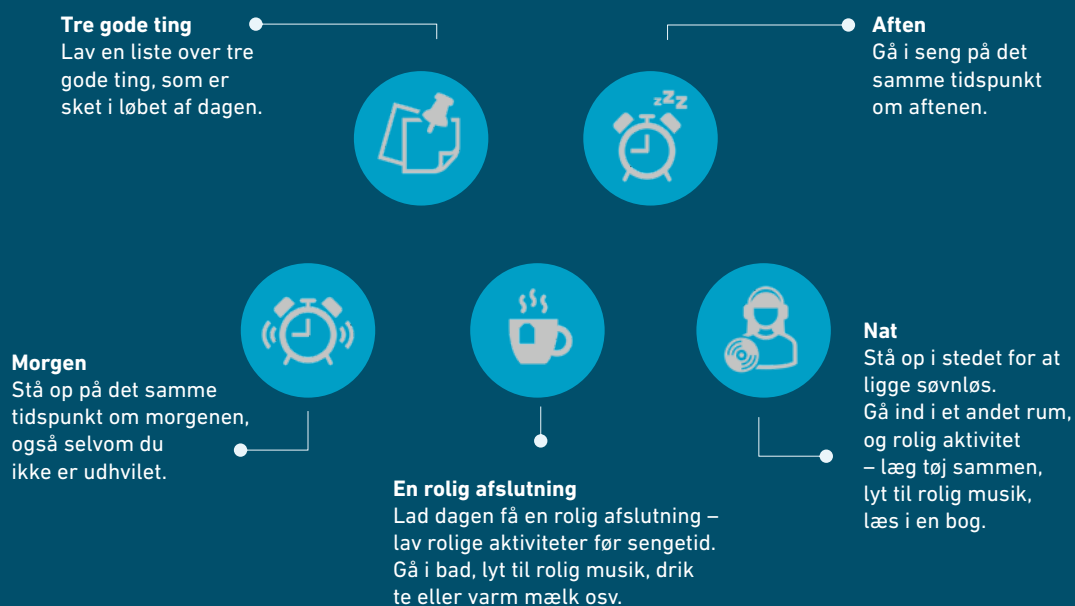 Tre gode ting
Lav en liste over tre
gode ting, som er
sket i løbet af dagen.
Aften
Gå i seng på det
samme tidspunkt
om aftenen.
zzZZ
Morgen
Stå op på det samme
tidspunkt om morgenen,
også selvom du
ikke er udhvilet.
En rolig afslutning
Lad dagen få en rolig afslutning –
lav rolige aktiviteter før sengetid.
Gå i bad, lyt til rolig musik, drik
te eller varm mælk osv.
Nat
Stå op i stedet for at
ligge søvnløs.
Gå ind i et andet rum,
og rolig aktivitet
– læg tøj sammen,
lyt til rolig musik,
læs i en bog.